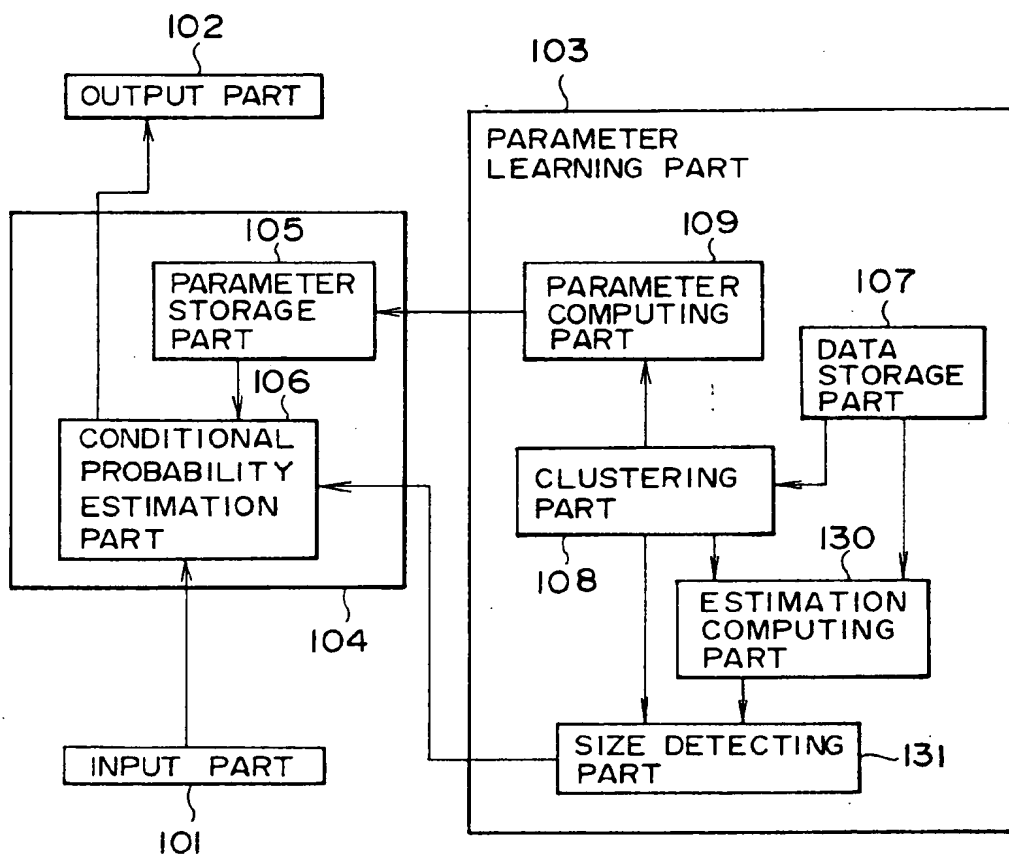 102
OUTPUT PART
103
PARAMETER
LEARNING PART
105
PARAMETER
STORAGE
PART
109
PARAMETER
COMPUTING
PART
107
DATA
STORAGE
PART
106
CONDITIONAL
PROBABILITY
ESTIMATION
PART
CLUSTERING
PART
108
130
ESTIMATION
COMPUTING
PART
104
SIZE DETECTING
PART
131
INPUT PART
101